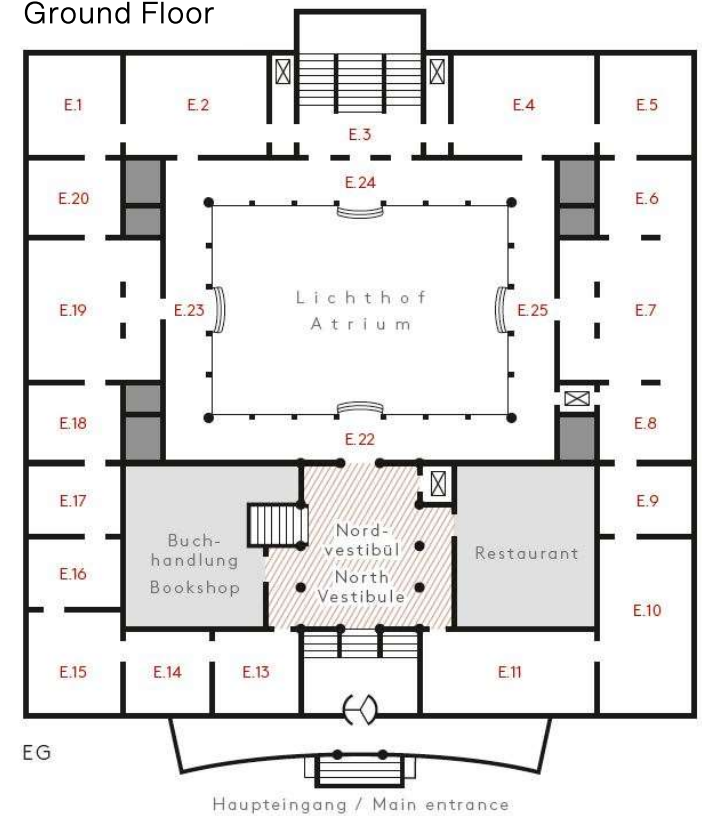 Ground Floor
E.1
E.2
E.3
E.4
E.5
E.20
E.24
E.6
E.19
E.23
Lichthof
Atrium
E.25
E.7
E.18
E.22
E.8
E.17
E.9
Buch-
handlung
Bookshop
Nord-
vestibül
North
Vestibule
Restaurant
E.16
E.10
E.15
E.14
E.13
E.11
EG
Haupteingang / Main entrance